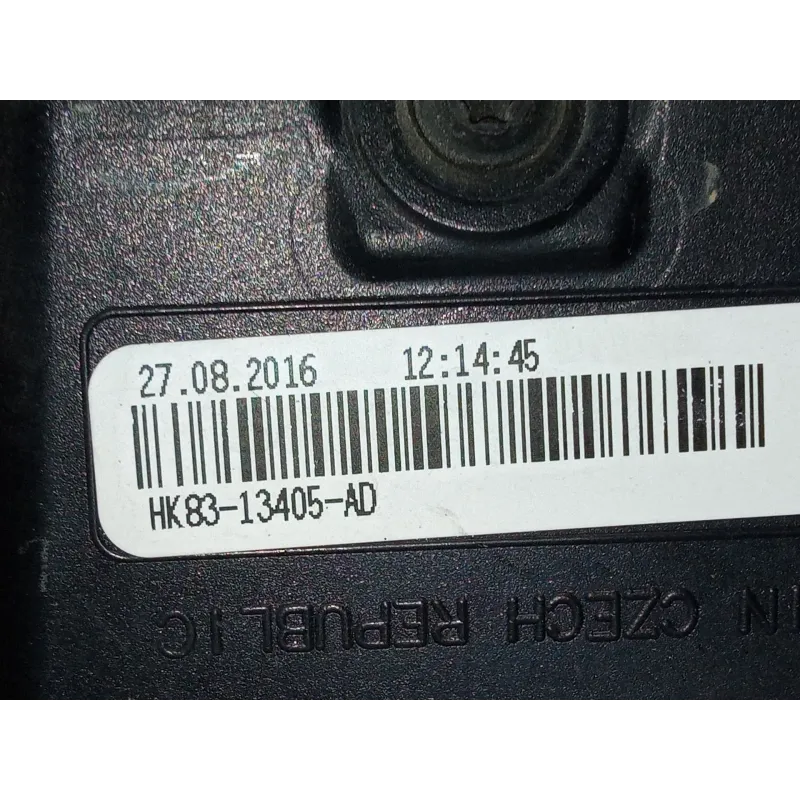 27.08.2016 12:14:45
HK83-13405-AD
IN CZECH REPUBLIC